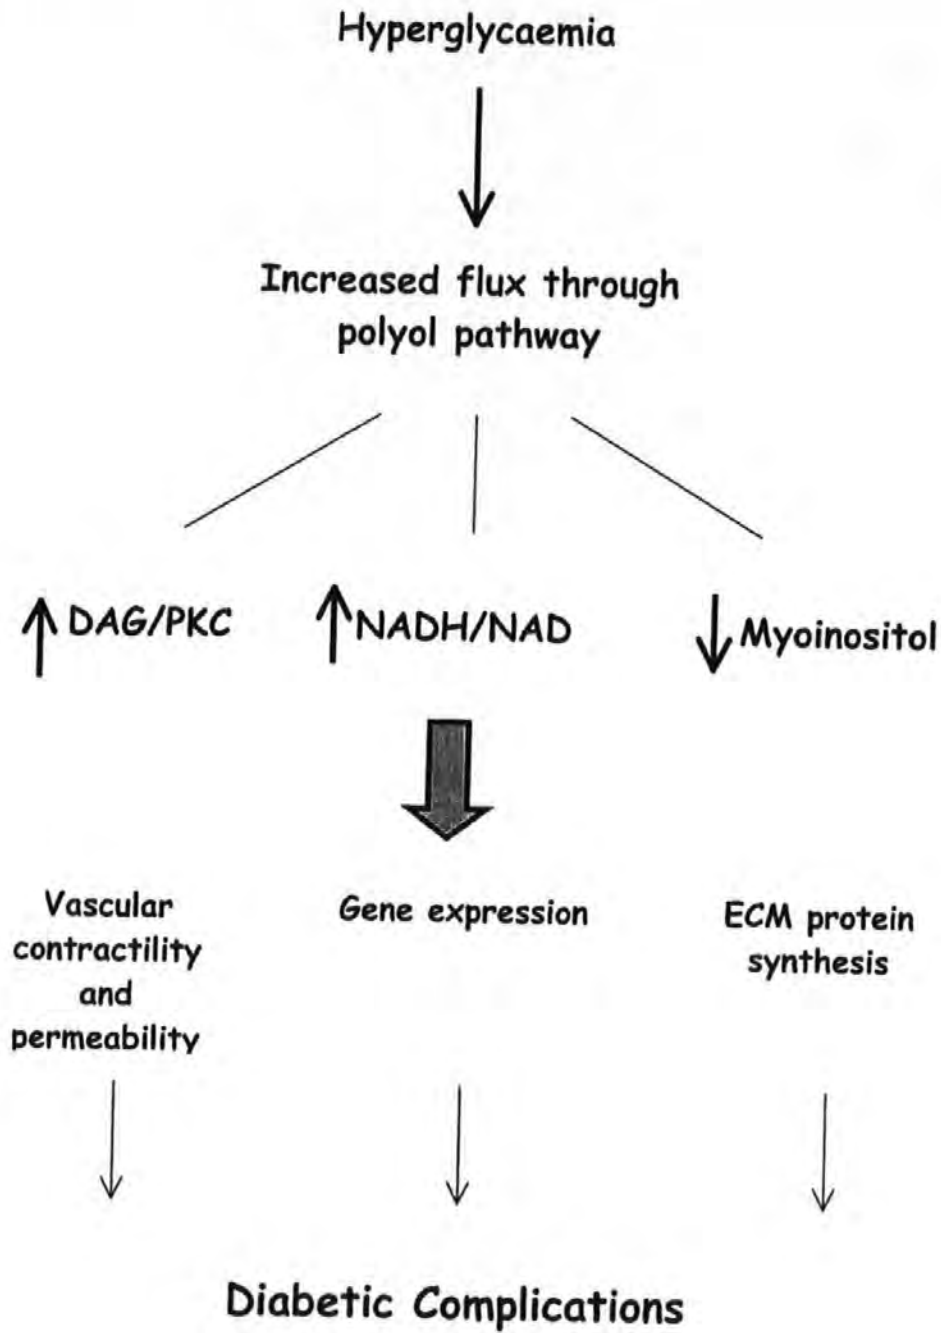 Hyperglycaemia
Increased flux through
polyol pathway
DAG/PKC
NADH/NAD
Myoinositol
Vascular
contractility
and
permeability
Gene expression
ECM protein
synthesis
Diabetic Complications